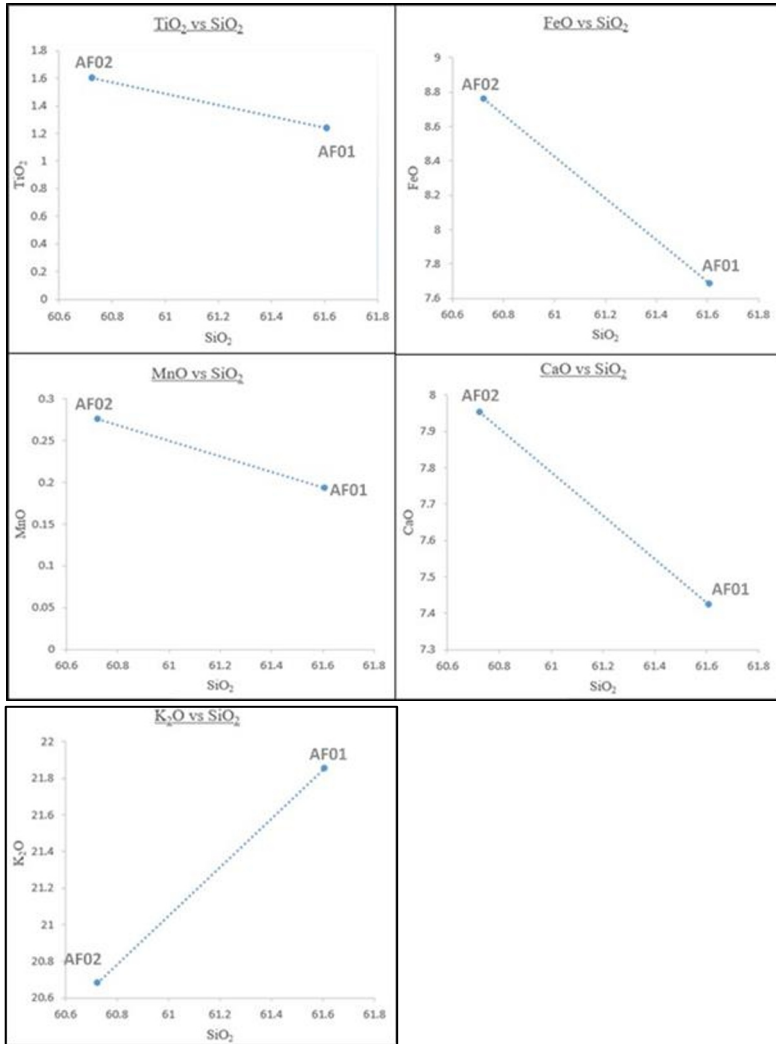 TiO₂ vs SiO₂
1.8
1.6
1.4
1.2
1
0.8
0.6
0.4
0.2
0
TiO₂
AF02
AF01
60.6 60.8 61 61.2 61.4 61.6 61.8
SiO₂
FeO vs SiO₂
9
8.8
8.6
8.4
8.2
8
7.8
7.6
FeO
AF02
AF01
60.6 60.8 61 61.2 61.4 61.6 61.8
SiO₂
MnO vs SiO₂
0.3
0.25
0.2
0.15
0.1
0.05
0
MnO
AF02
AF01
60.6 60.8 61 61.2 61.4 61.6 61.8
SiO₂
CaO vs SiO₂
8
7.9
7.8
7.7
7.6
7.5
7.4
7.3
CaO
AF02
AF01
60.6 60.8 61 61.2 61.4 61.6 61.8
SiO₂
K₂O vs SiO₂
22
21.8
21.6
21.4
21.2
21
20.8
20.6
K₂O
AF01
AF02
60.6 60.8 61 61.2 61.4 61.6 61.8
SiO₂